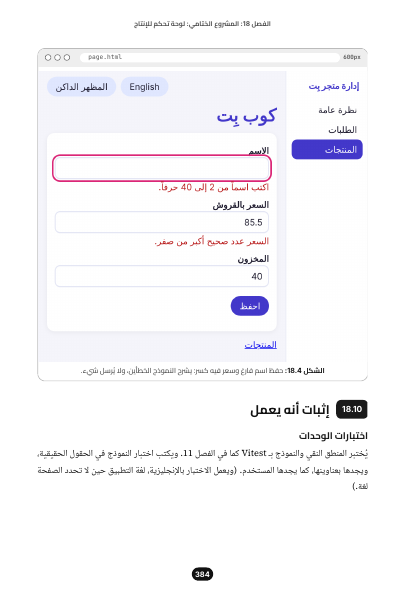 الفصل 18: المشروع الختامي: لوحة تحكم للإنتاج
page.html
600px
إدارة متجر بِت
نظرة عامة
الطلبات
المنتجات
English
المظهر الداكن
كوب بِت
الاسم
اكتب اسماً من 2 إلى 40 حرفاً.
السعر بالقروش
85.5
السعر عدد صحيح أكبر من صفر.
المخزون
40
احفظ
المنتجات
الشكل 18.4: حفظ اسم فارغ وسعر فيه كسر: يشرح النموذج الخطأين، ولا يُرسل شيء.
18.10 إثبات أنه يعمل
اختبارات الوحدات
يُختبر المنطق النقي والنموذج بـ Vitest كما في الفصل 11. ويكتب اختبار النموذج في الحقول الحقيقية،
ويجدها بعناوينها، كما يجدها المستخدم. (ويعمل الاختبار بالإنجليزية، لغة التطبيق حين لا تحدد الصفحة
لغة.)
384